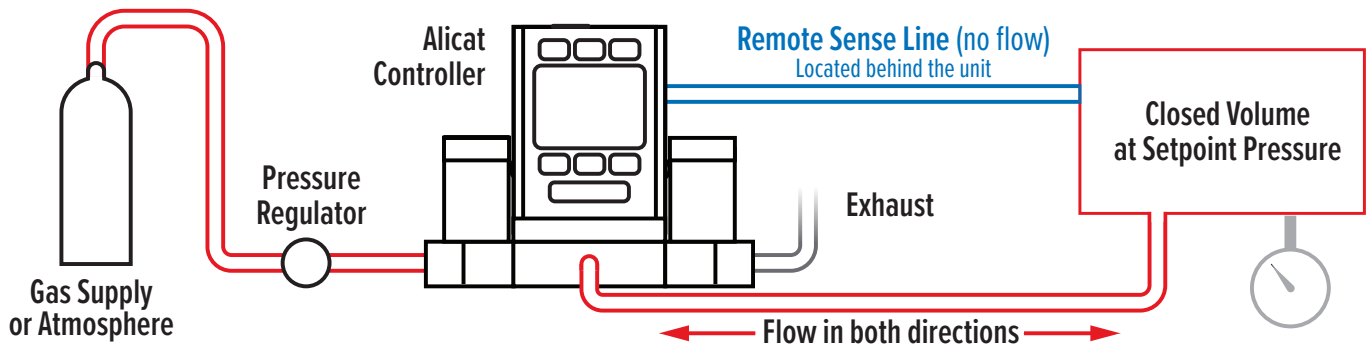 Alicat
Controller
Remote Sense Line (no flow)
Located behind the unit
Closed Volume
at Setpoint Pressure
Pressure
Regulator
Exhaust
Gas Supply
or Atmosphere
Flow in both directions